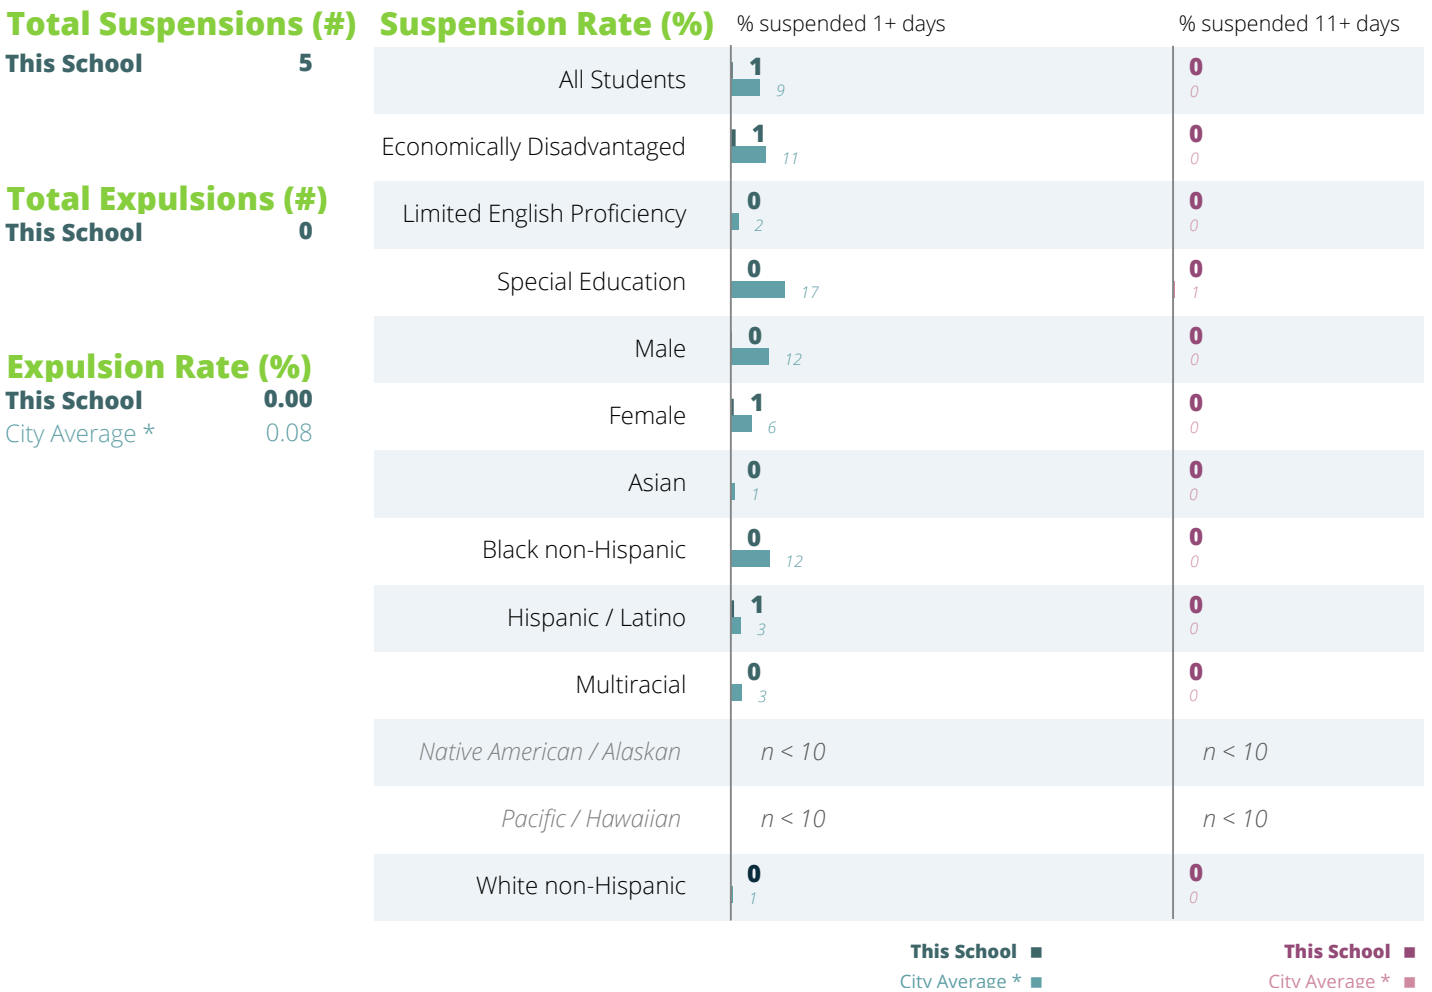 Total Suspensions (#)
This School 5
Total Expulsions (#)
This School 0
Expulsion Rate (%)
This School 0.00
City Average * 0.08
Suspension Rate (%) % suspended 1+ days % suspended 11+ days
All Students 1 0
9 0
Economically Disadvantaged 1 0
11 0
Limited English Proficiency 0 0
2 0
Special Education 0 0
17 1
Male 0 0
12 0
Female 1 0
6 0
Asian 0 0
1 0
Black non-Hispanic 0 0
12 0
Hispanic / Latino 1 0
3 0
Multiracial 0 0
3 0
Native American / Alaskan n < 10 n < 10
Pacific / Hawaiian n < 10 n < 10
White non-Hispanic 0 0
1 0
This School This School
City Average * City Average *